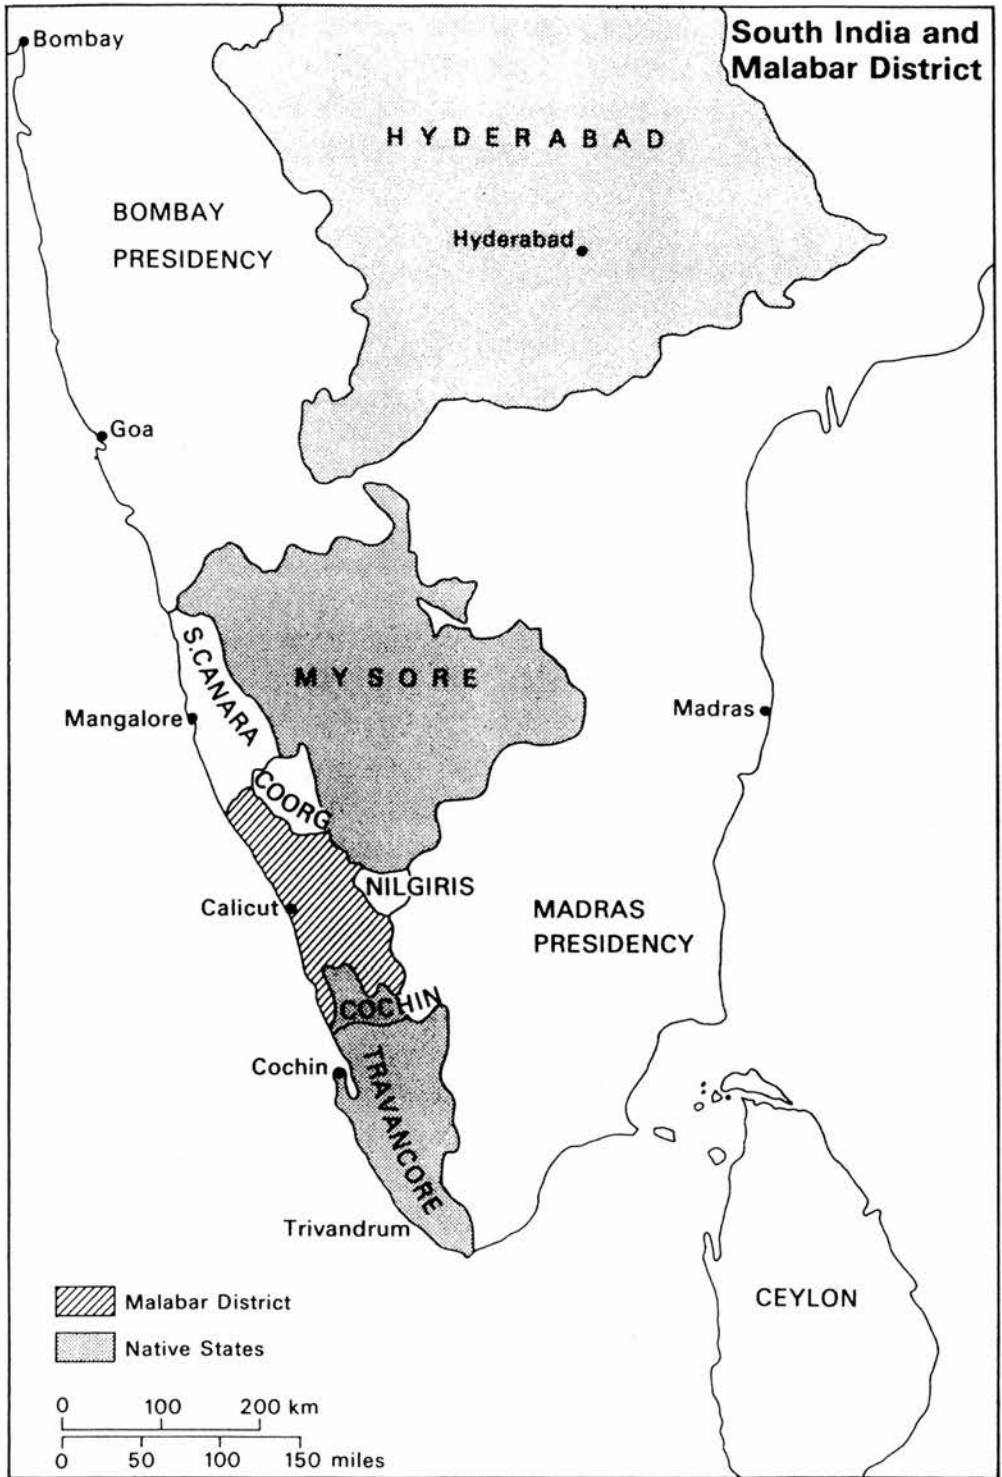 South India and
Malabar District
Bombay
HYDERABAD
BOMBAY
PRESIDENCY
Hyderabad
Goa
S.CANARA
MYSORE
Mangalore
Madras
COORG
NILGIRIS
Calicut
MADRAS
PRESIDENCY
COCHIN
Cochin
TRAVANCORE
Trivandrum
CEYLON
Malabar District
Native States
0 100 200 km
0 50 100 150 miles